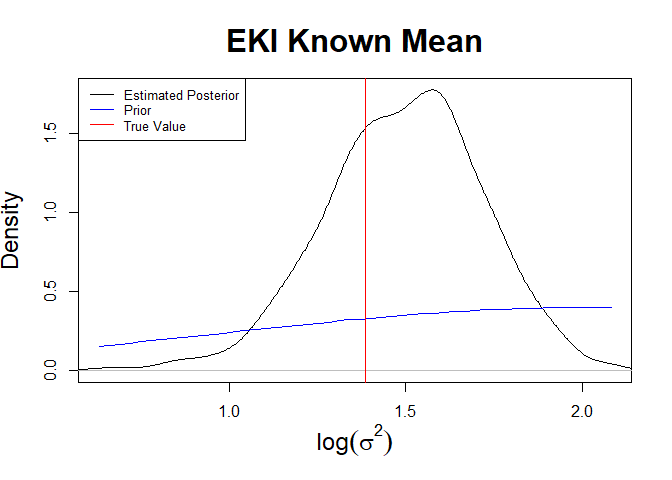 EKI Known Mean
Estimated Posterior
Prior
True Value
Density
0.0
0.5
1.0
1.5
1.0
1.5
2.0
log(σ²)